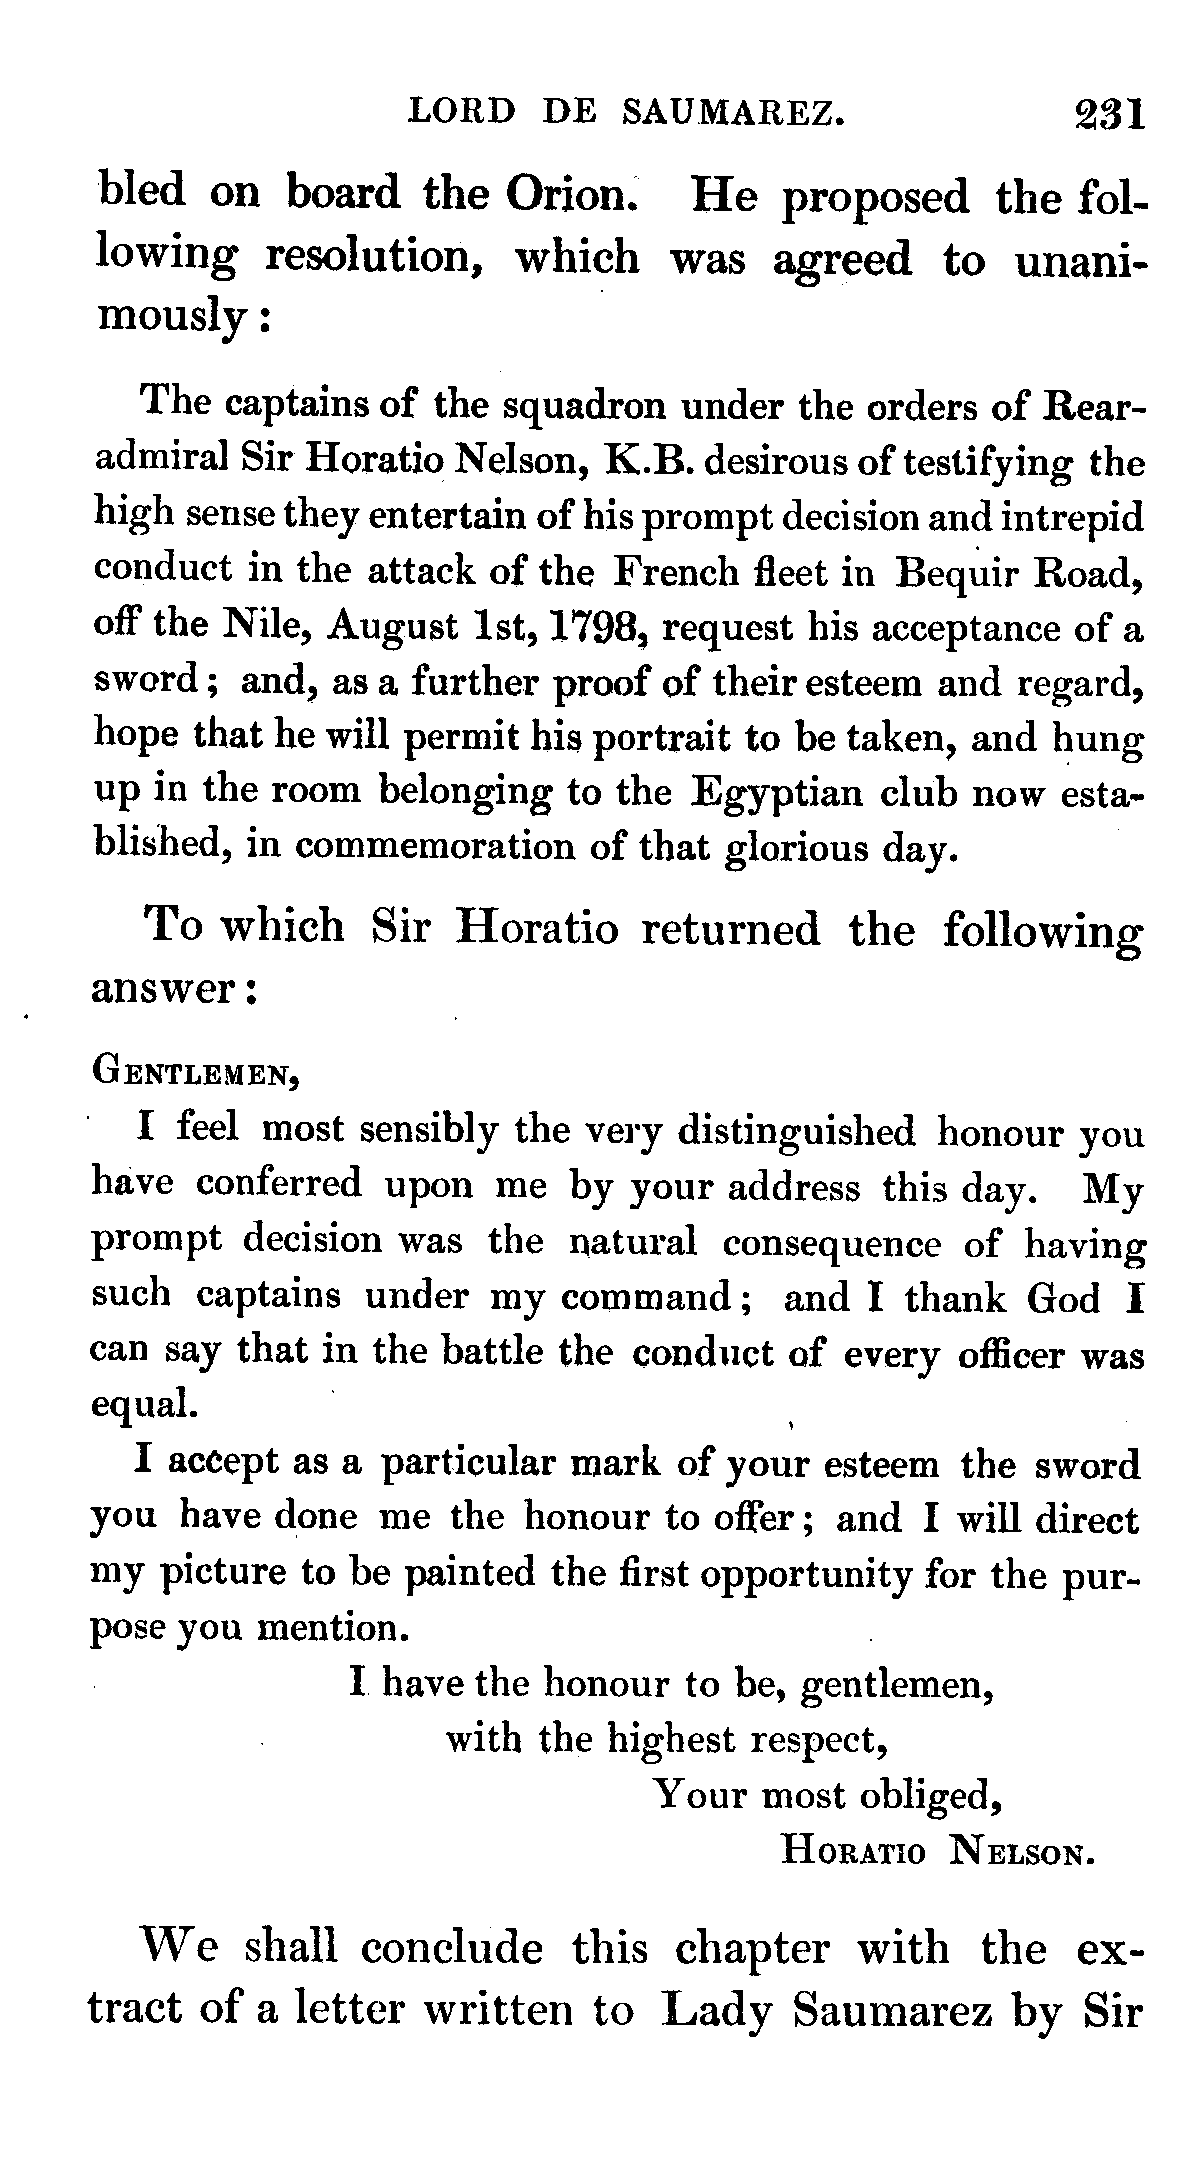 LORD DE SAUMAREZ. 231
bled on board the Orion. He proposed the fol-
lowing resolution, which was agreed to unani-
mously :
The captains of the squadron under the orders of Rear-
admiral Sir Horatio Nelson, K.B. desirous of testifying the
high sense they entertain of his prompt decision and intrepid
conduct in the attack of the French fleet in Bequir Road,
off the Nile, August 1st, 1798, request his acceptance of a
sword ; and, as a further proof of their esteem and regard,
hope that he will permit his portrait to be taken, and hung
up in the room belonging to the Egyptian club now esta-
blished, in commemoration of that glorious day.
To which Sir Horatio returned the following
answer :
GENTLEMEN,
I feel most sensibly the very distinguished honour you
have conferred upon me by your address this day. My
prompt decision was the natural consequence of having
such captains under my command ; and I thank God I
can say that in the battle the conduct of every officer was
equal.
I accept as a particular mark of your esteem the sword
you have done me the honour to offer ; and I will direct
my picture to be painted the first opportunity for the pur-
pose you mention.
I have the honour to be, gentlemen,
with the highest respect,
Your most obliged,
HORATIO NELSON.
We shall conclude this chapter with the ex-
tract of a letter written to Lady Saumarez by Sir